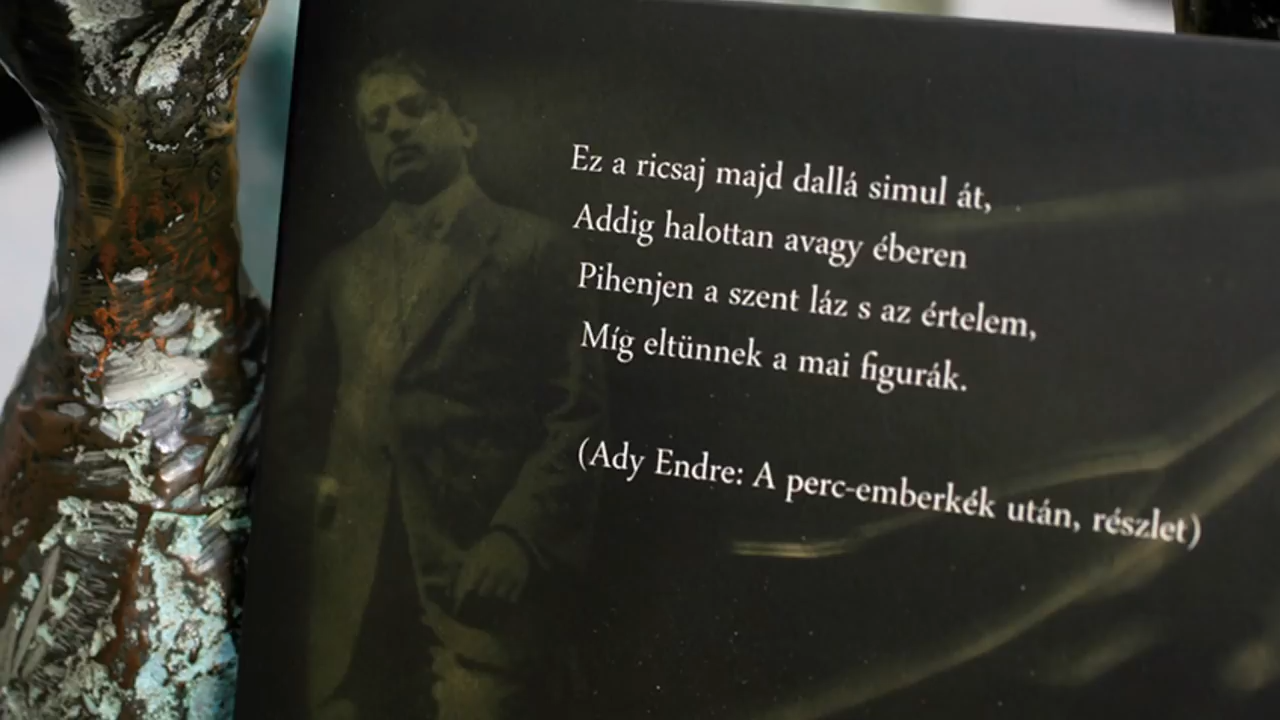 Ez a ricsaj majd dallá simul át,
Addig halottan avagy éberen
Pihenjen a szent láz s az értelem,
Míg eltünnek a mai figurák.
(Ady Endre: A perc-emberkék után, részlet)